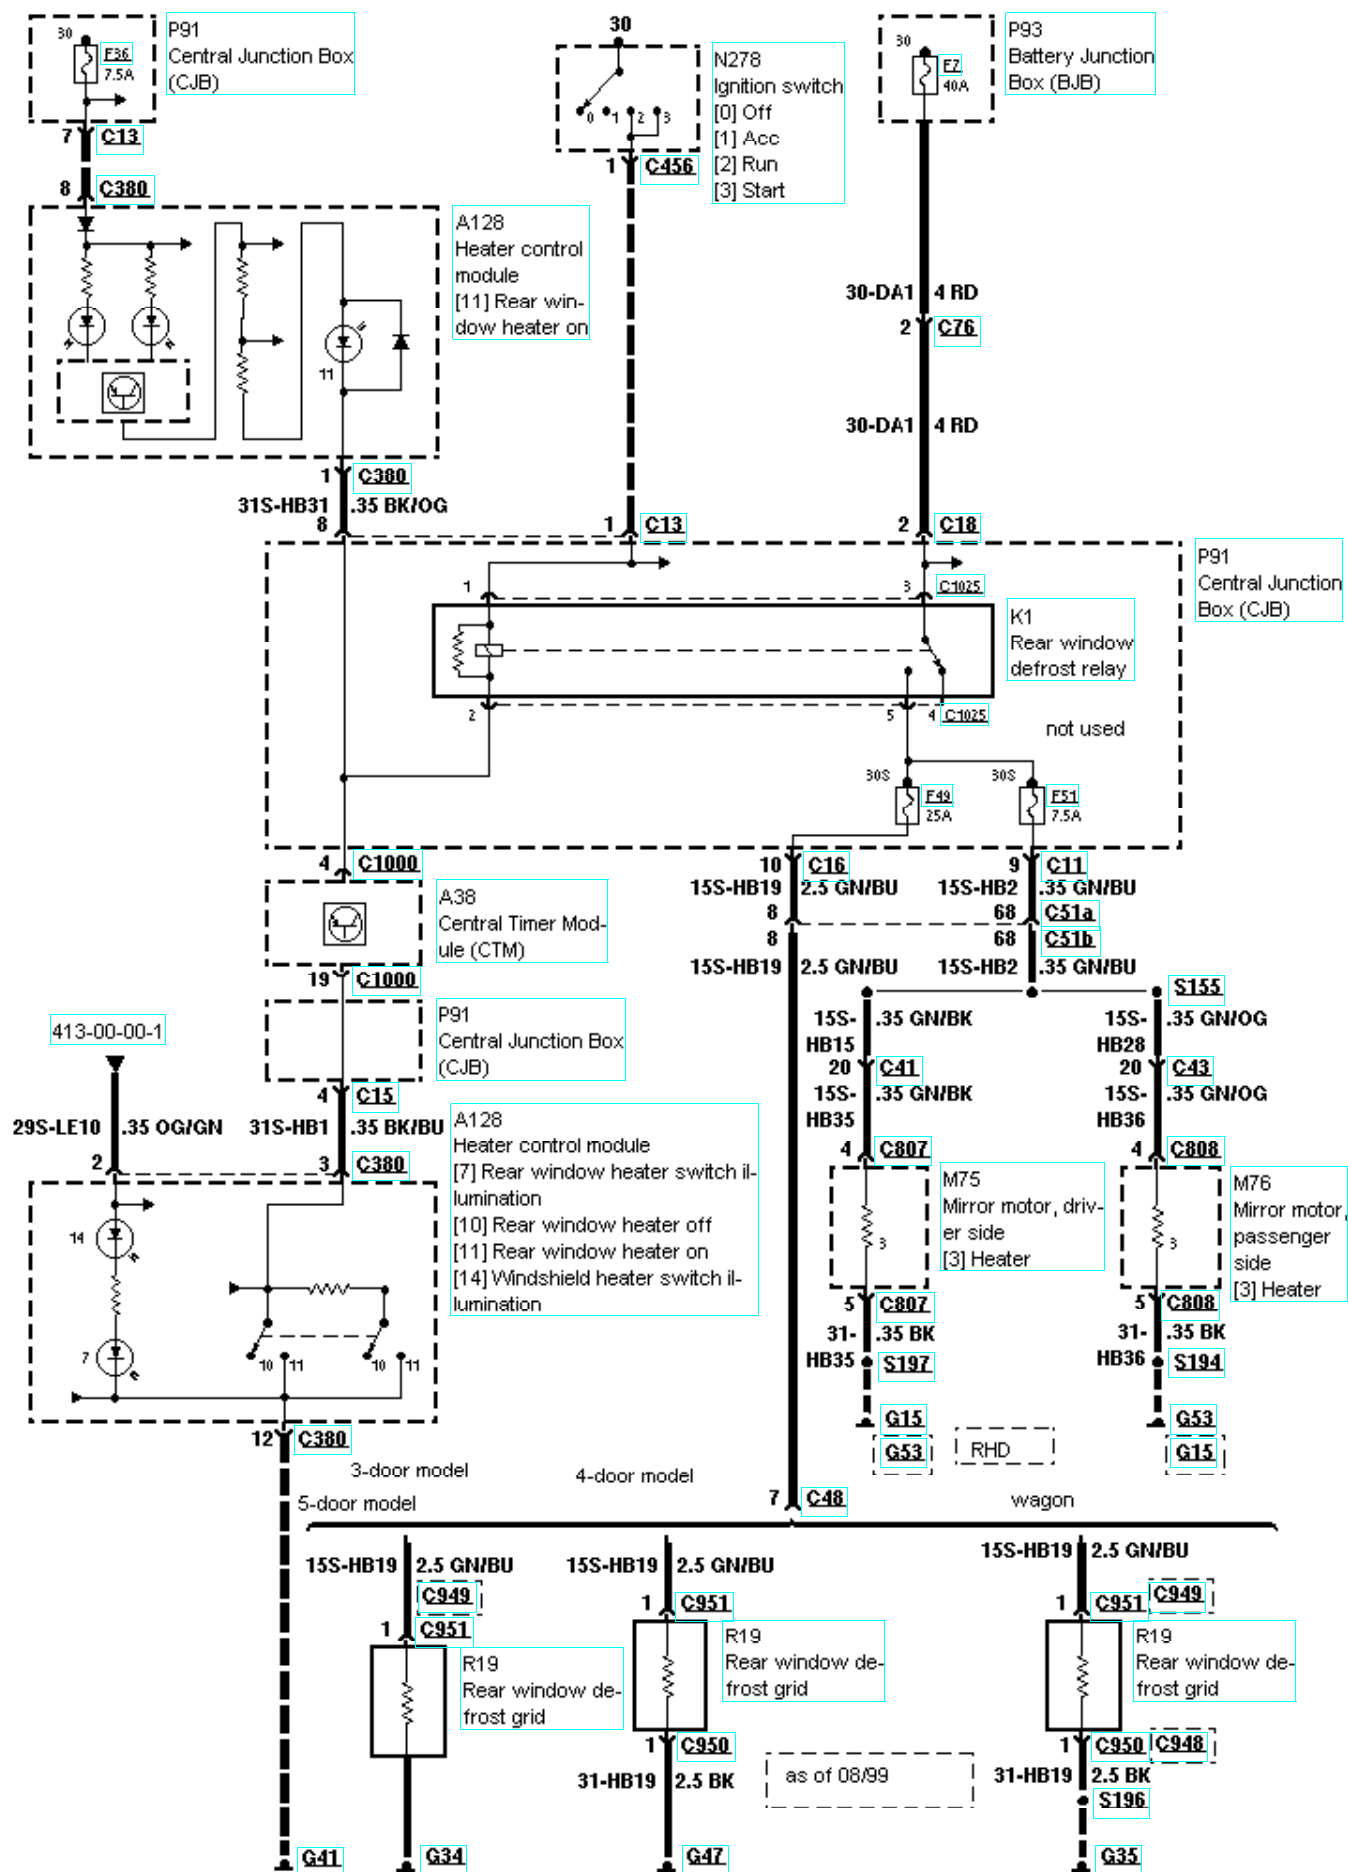 30
F36
7.5A
P91
Central Junction Box
(CJB)
7
C13
8
C380
30
0
1
2
3
N278
Ignition switch
[0] Off
[1] Acc
[2] Run
[3] Start
1
C456
30
F7
40A
P93
Battery Junction
Box (BJB)
A128
Heater control
module
[11] Rear win-
dow heater on
11
30-DA1
4 RD
2
C76
30-DA1
4 RD
1
C380
31S-HB31
.35 BK/OG
8
1
C13
2
C18
P91
Central Junction
Box (CJB)
1
3
C1025
K1
Rear window
defrost relay
2
5
4
C1025
not used
30S
F49
25A
30S
F51
7.5A
4
C1000
10
C16
9
C11
15S-HB19
2.5 GN/BU
15S-HB2
.35 GN/BU
8
68
C51a
A38
Central Timer Mod-
ule (CTM)
8
68
C51b
19
C1000
15S-HB19
2.5 GN/BU
15S-HB2
.35 GN/BU
S155
P91
Central Junction Box
(CJB)
413-00-00-1
15S-
HB15
.35 GN/BK
15S-
HB28
.35 GN/OG
20
C41
20
C43
4
C15
15S-
HB35
.35 GN/BK
15S-
HB36
.35 GN/OG
29S-LE10
.35 OG/GN
31S-HB1
.35 BK/BU
2
3
C380
A128
Heater control module
[7] Rear window heater switch il-
lumination
[10] Rear window heater off
[11] Rear window heater on
[14] Windshield heater switch il-
lumination
4
C807
4
C808
M75
Mirror motor, driv-
er side
[3] Heater
3
M76
Mirror motor,
passenger
side
[3] Heater
3
14
7
10
11
10
11
5
C807
5
C808
31-
HB35
.35 BK
31-
HB36
.35 BK
S197
S194
G15
G53
RHD
G53
G15
12
C380
3-door model
5-door model
4-door model
7
C48
wagon
15S-HB19
2.5 GN/BU
15S-HB19
2.5 GN/BU
15S-HB19
2.5 GN/BU
C949
1
C951
1
C951
1
C951
C949
R19
Rear window de-
frost grid
R19
Rear window de-
frost grid
R19
Rear window de-
frost grid
1
C950
1
C950
C948
31-HB19
2.5 BK
as of 08/99
31-HB19
2.5 BK
S196
G41
G34
G47
G35